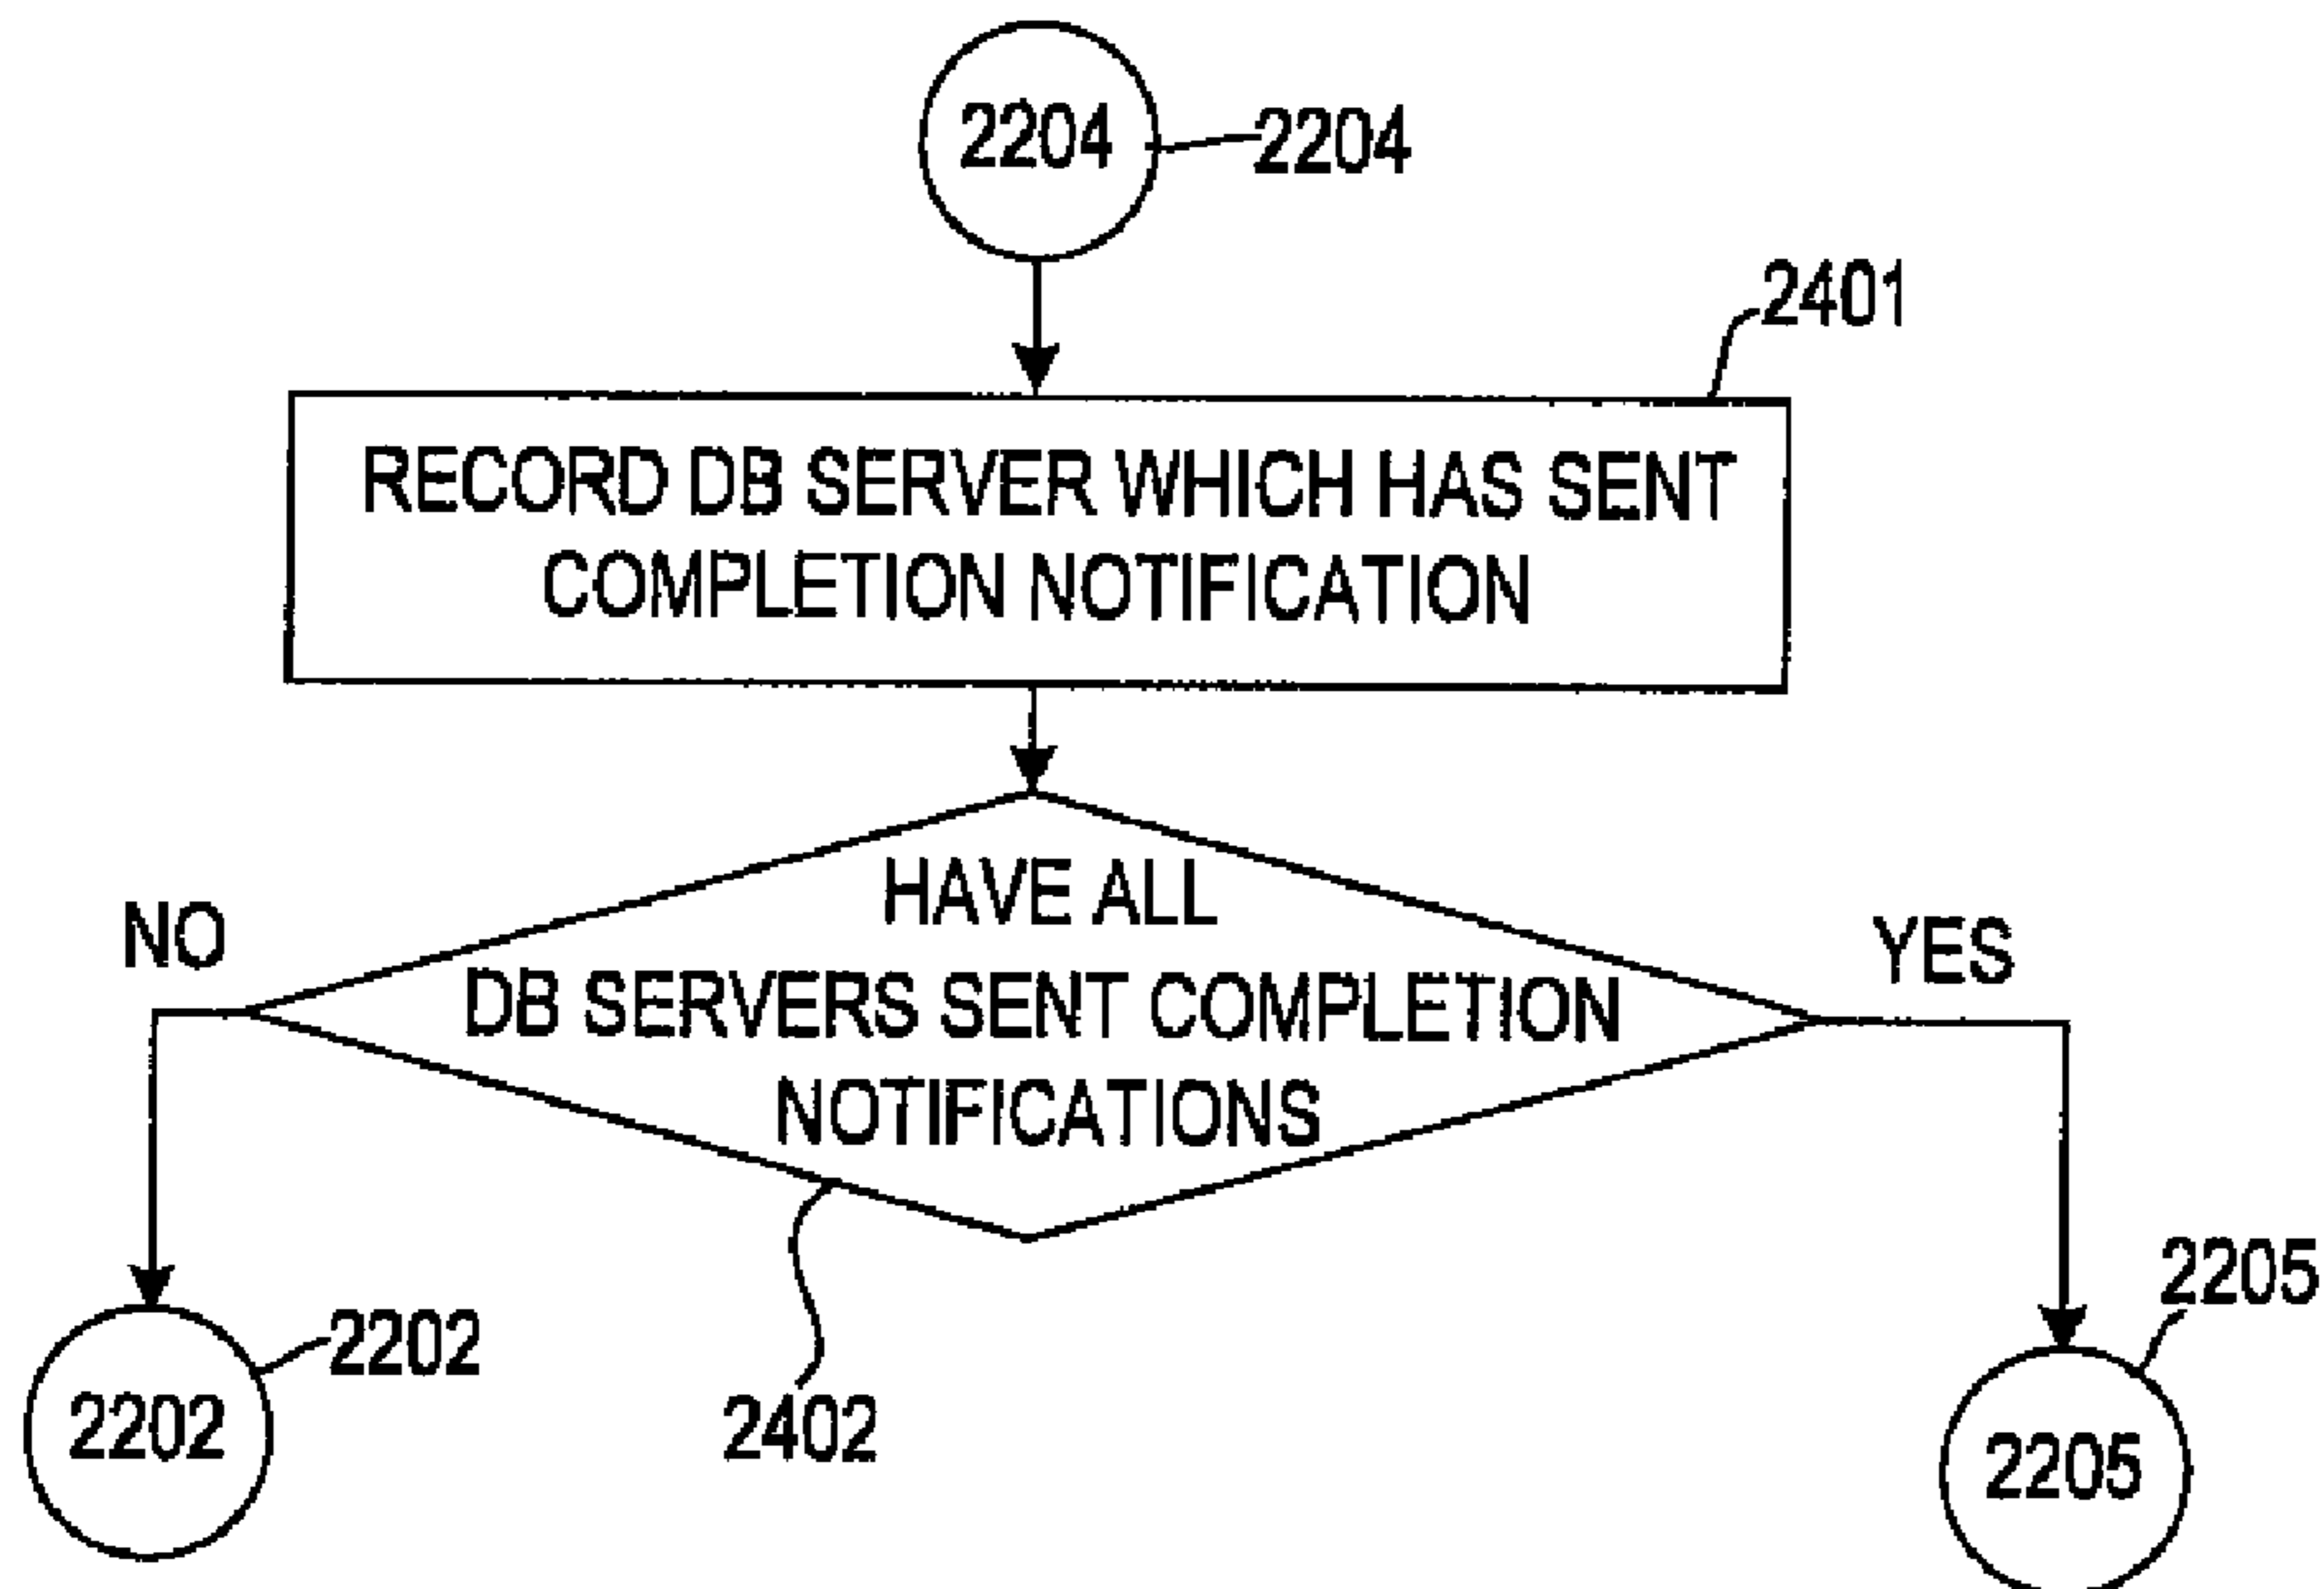 2204
2204
2401
RECORD DB SERVER WHICH HAS SENT
COMPLETION NOTIFICATION
HAVE ALL
DB SERVERS SENT COMPLETION
NOTIFICATIONS
NO
YES
2202
2202
2402
2205
2205